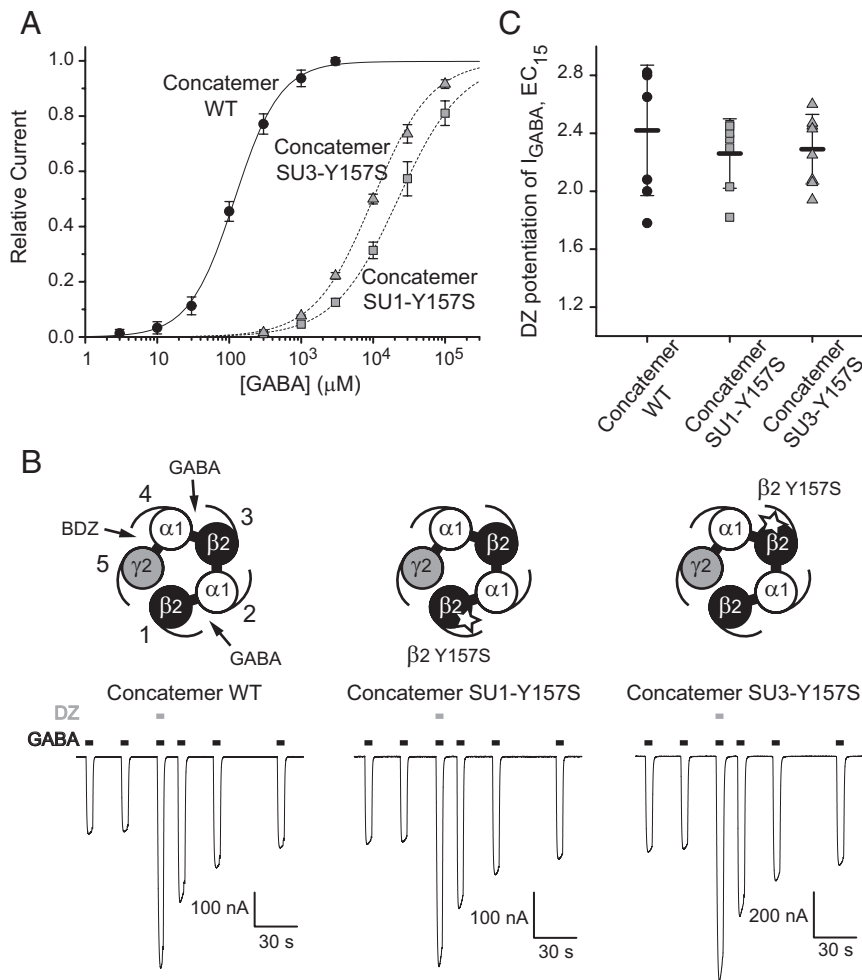 A
Relative Current
1.0
0.8
0.6
0.4
0.2
0.0
Concatemer
WT
Concatemer
SU3-Y157S
Concatemer
SU1-Y157S
1 10 100 10³ 10⁴ 10⁵
[GABA] (μM)
C
DZ potentiation of I_GABA, EC₁₅
2.8
2.4
2.0
1.6
1.2
Concatemer
WT
Concatemer
SU1-Y157S
Concatemer
SU3-Y157S
B
GABA
BDZ
4
3
5
1
2
α1
β2
γ2
α1
β2
GABA
α1
β2
γ2
α1
β2
β2 Y157S
β2 Y157S
α1
β2
γ2
α1
β2
Concatemer WT
Concatemer SU1-Y157S
Concatemer SU3-Y157S
DZ
GABA
100 nA
30 s
100 nA
30 s
200 nA
30 s